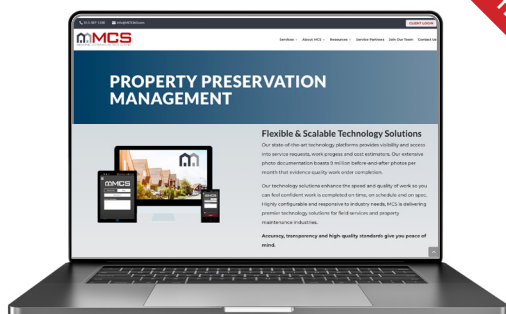 CLIENT LOGIN
MCS
Services
About MCS
Resources
Service Partners
Join Our Team
Contact Us
PROPERTY PRESERVATION
MANAGEMENT
Flexible & Scalable Technology Solutions
Our state-of-the-art technology platforms provides visibility and access
into service requests, work progess and cost estimators. Our extensive
photo documentation boasts 9 million before-and-after photos per
month that evidence quality work order completion.
Our technology solutions enhance the speed and quality of work so you
can feel confident work is completed on time, on schedule and on spec.
Highly configurable and responsive to industry needs, MCS is delivering
premier technology solutions for field services and property
maintenance industries.
Accuracy, transparency and high-quality standards give you peace of
mind.